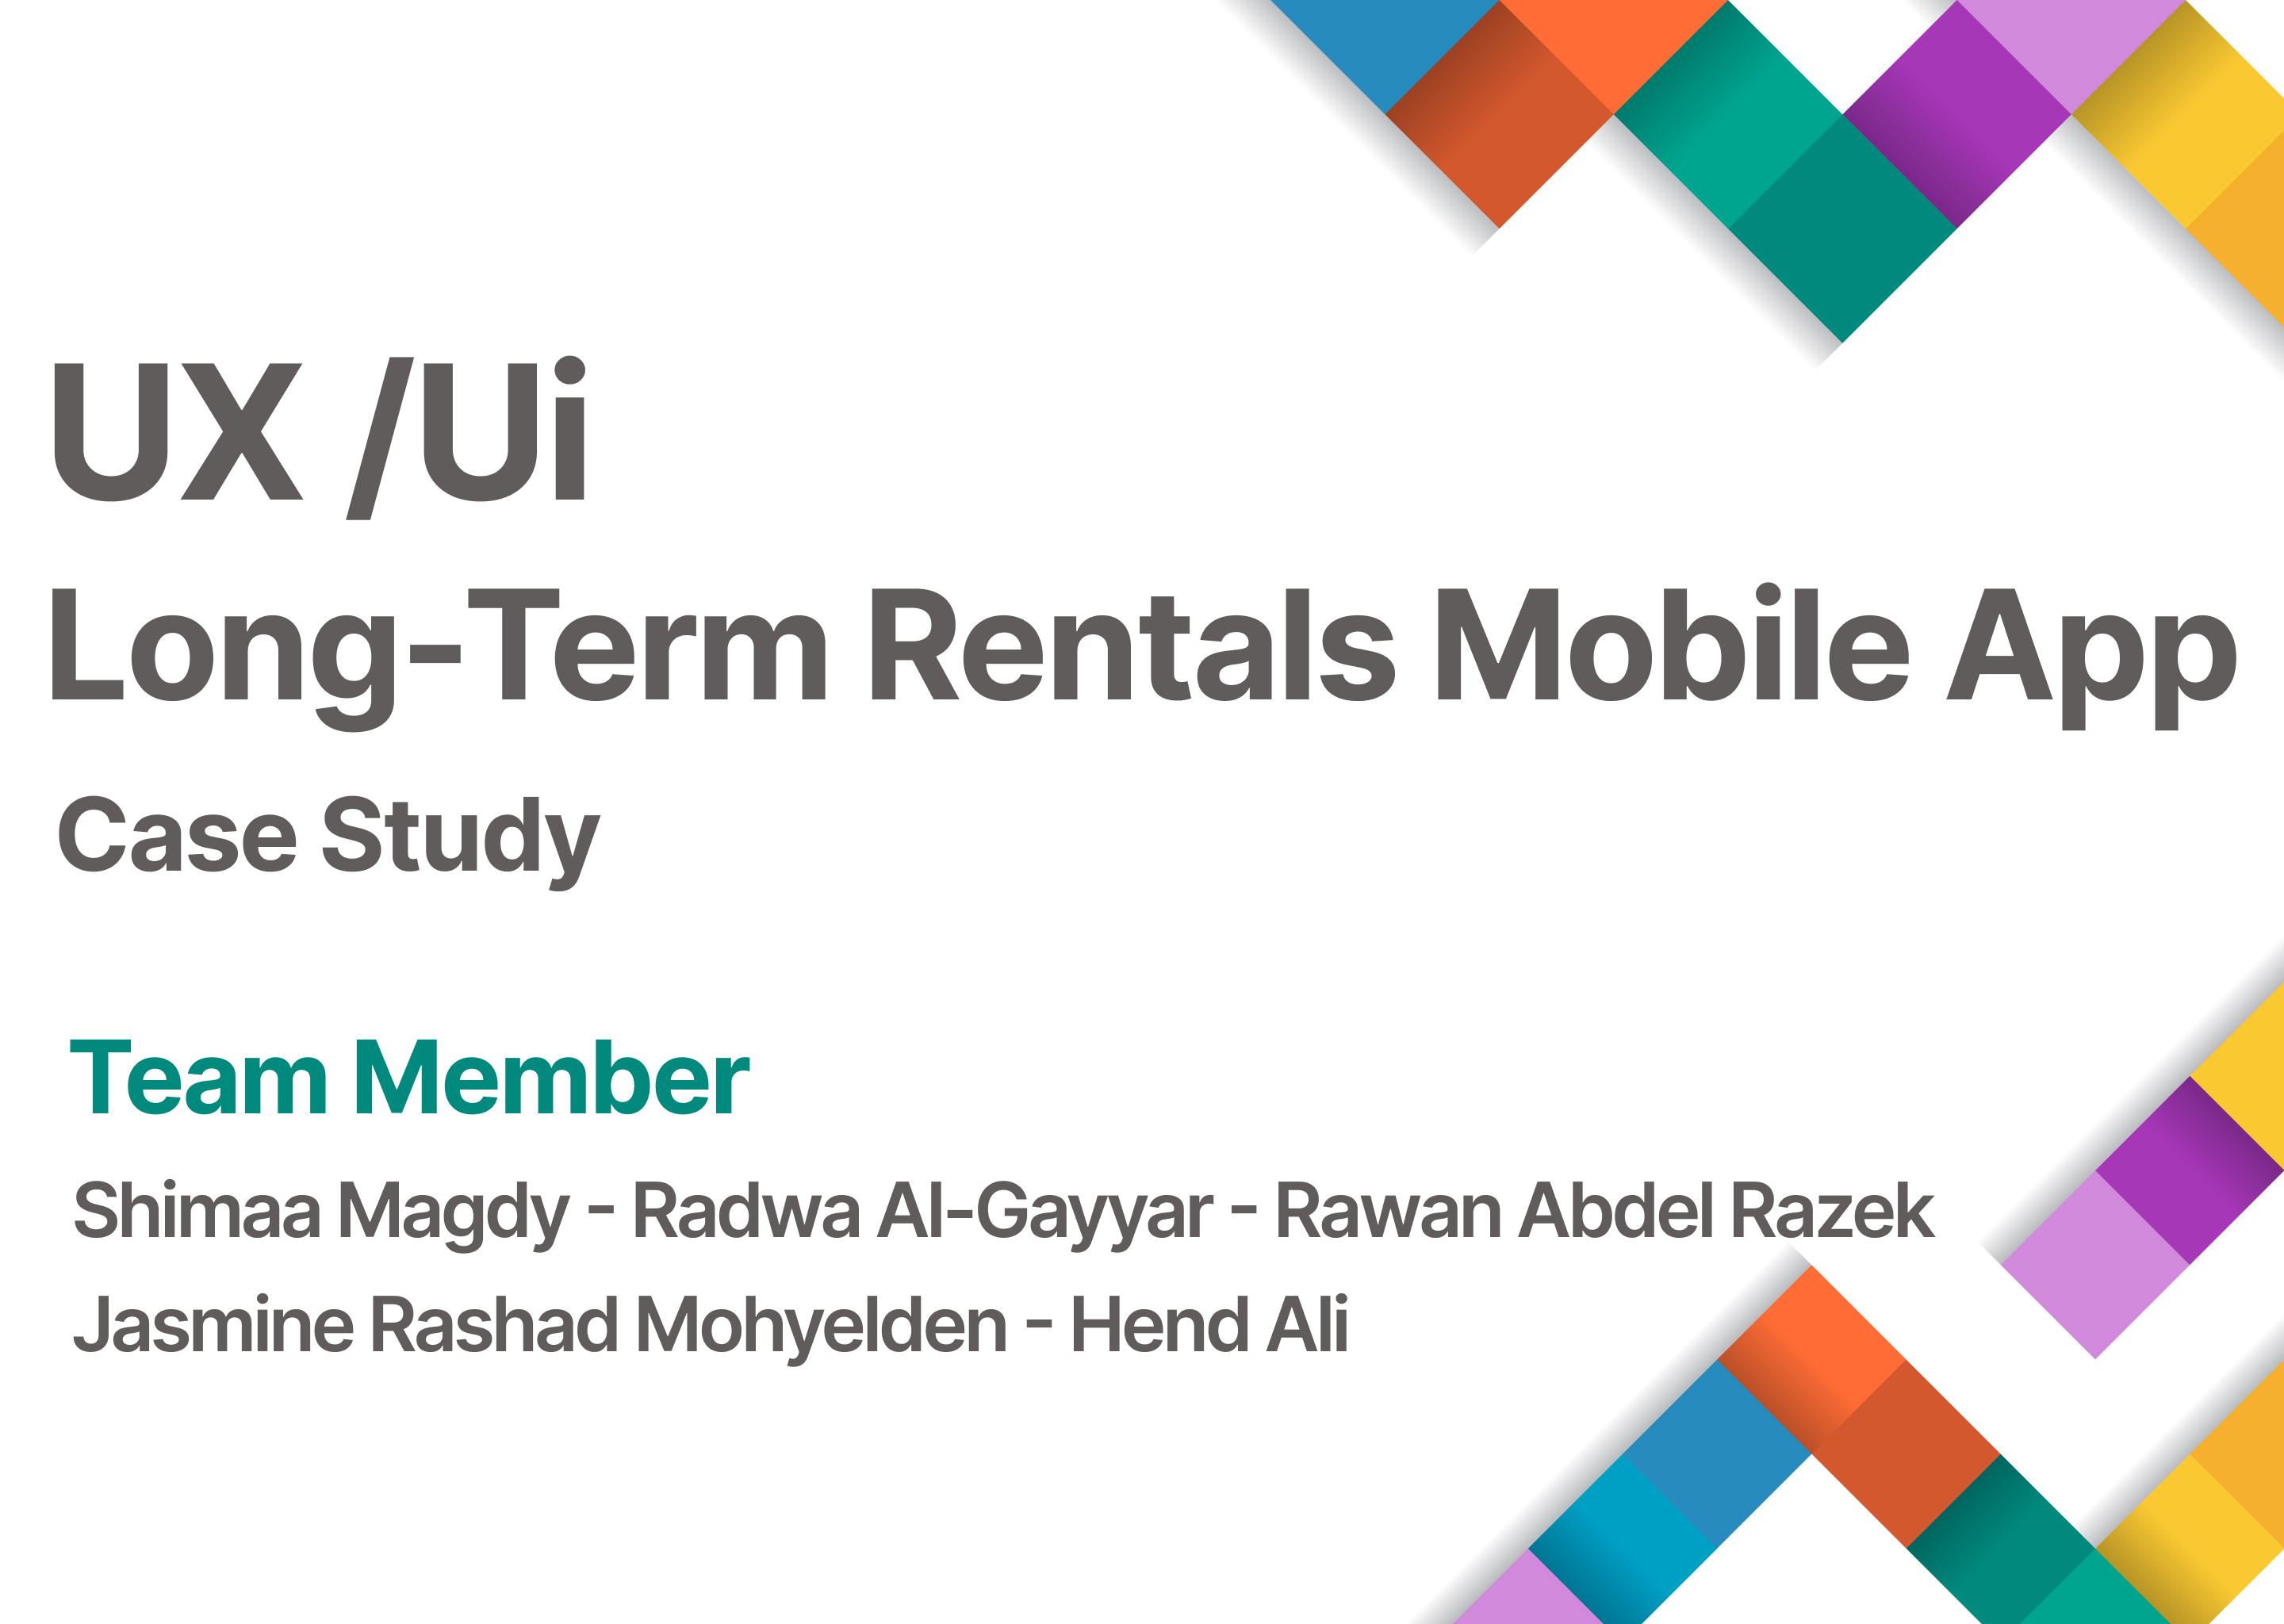 UX /Ui
Long-Term Rentals Mobile App
Case Study
Team Member
Shimaa Magdy - Radwa Al-Gayyar - Rawan Abdel Razek
Jasmine Rashad Mohyelden - Hend Ali